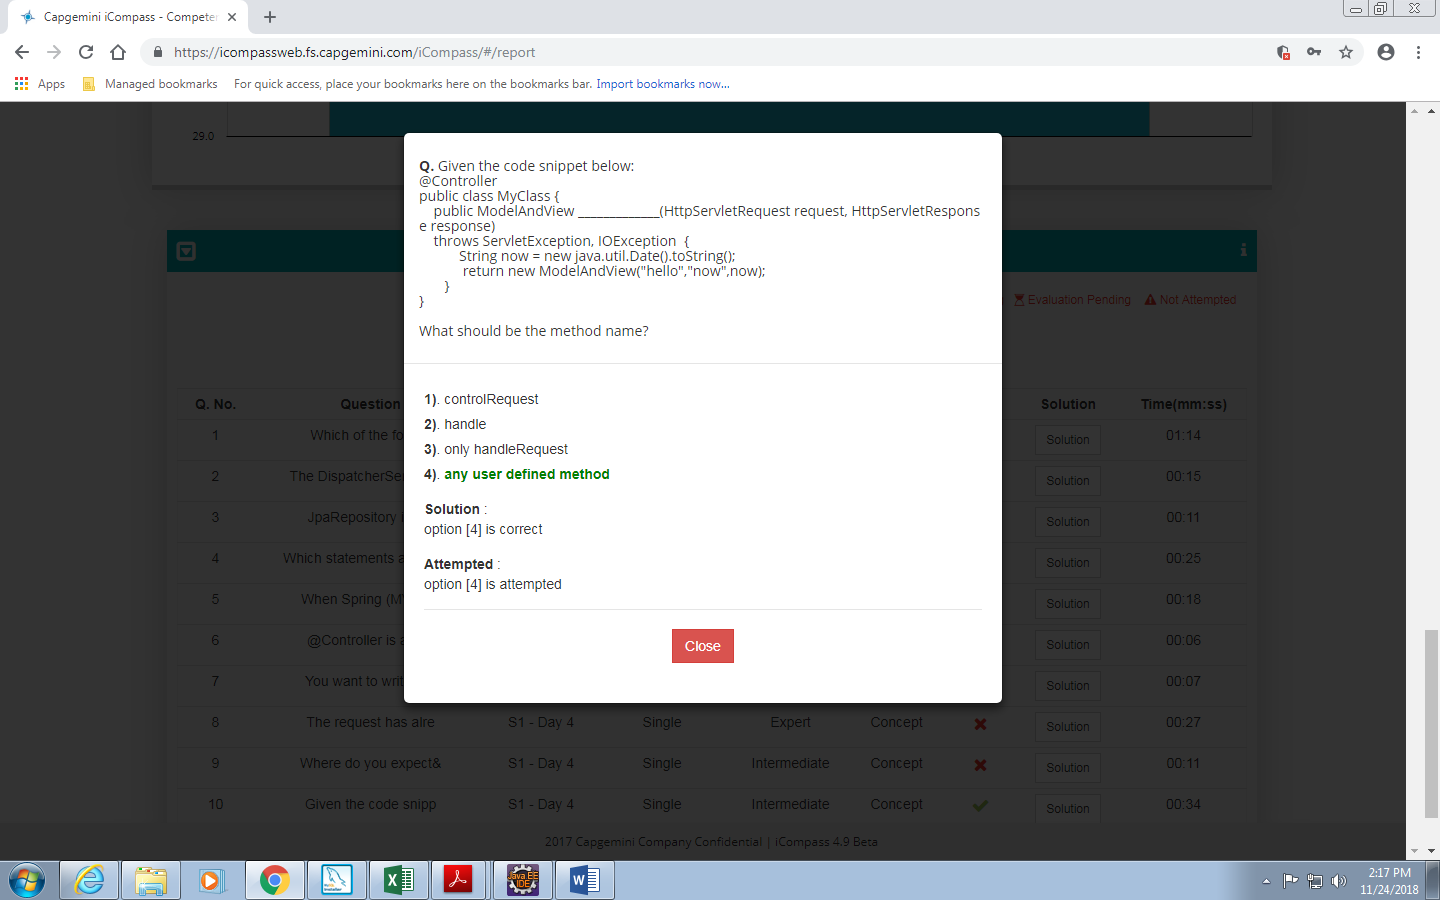 Capgemini iCompass - Competen
https://icompassweb.fs.capgemini.com/iCompass/#/report
Apps
Managed bookmarks
For quick access, place your bookmarks here on the bookmarks bar. Import bookmarks now...
29.0
Q. Given the code snippet below:
@Controller
public class MyClass {
public ModelAndView ____________(HttpServletRequest request, HttpServletRespons
e response)
throws ServletException, IOException {
String now = new java.util.Date().toString();
return new ModelAndView("hello","now",now);
}
}
What should be the method name?
Evaluation Pending
Not Attempted
1). controlRequest
2). handle
3). only handleRequest
4). any user defined method
Solution :
option [4] is correct
Attempted :
option [4] is attempted
Close
Q. No. Question Solution Time(mm:ss)
1 Which of the fo Solution 01:14
2 The DispatcherSe Solution 00:15
3 JpaRepository Solution 00:11
4 Which statements a Solution 00:25
5 When Spring (M Solution 00:18
6 @Controller is a Solution 00:06
7 You want to writ Solution 00:07
8 The request has alre S1 - Day 4 Single Expert Concept Solution 00:27
9 Where do you expect& S1 - Day 4 Single Intermediate Concept Solution 00:11
10 Given the code snipp S1 - Day 4 Single Intermediate Concept Solution 00:34
2017 Capgemini Company Confidential | iCompass 4.9 Beta
Java EE
IDE
2:17 PM
11/24/2018